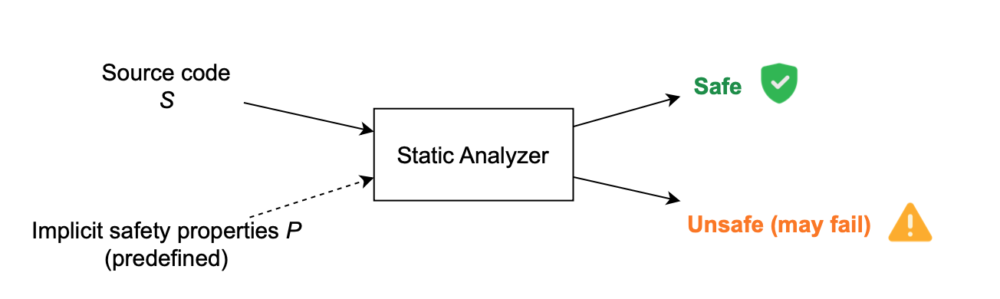 Source code
S
Implicit safety properties P
(predefined)
Static Analyzer
Safe
Unsafe (may fail)